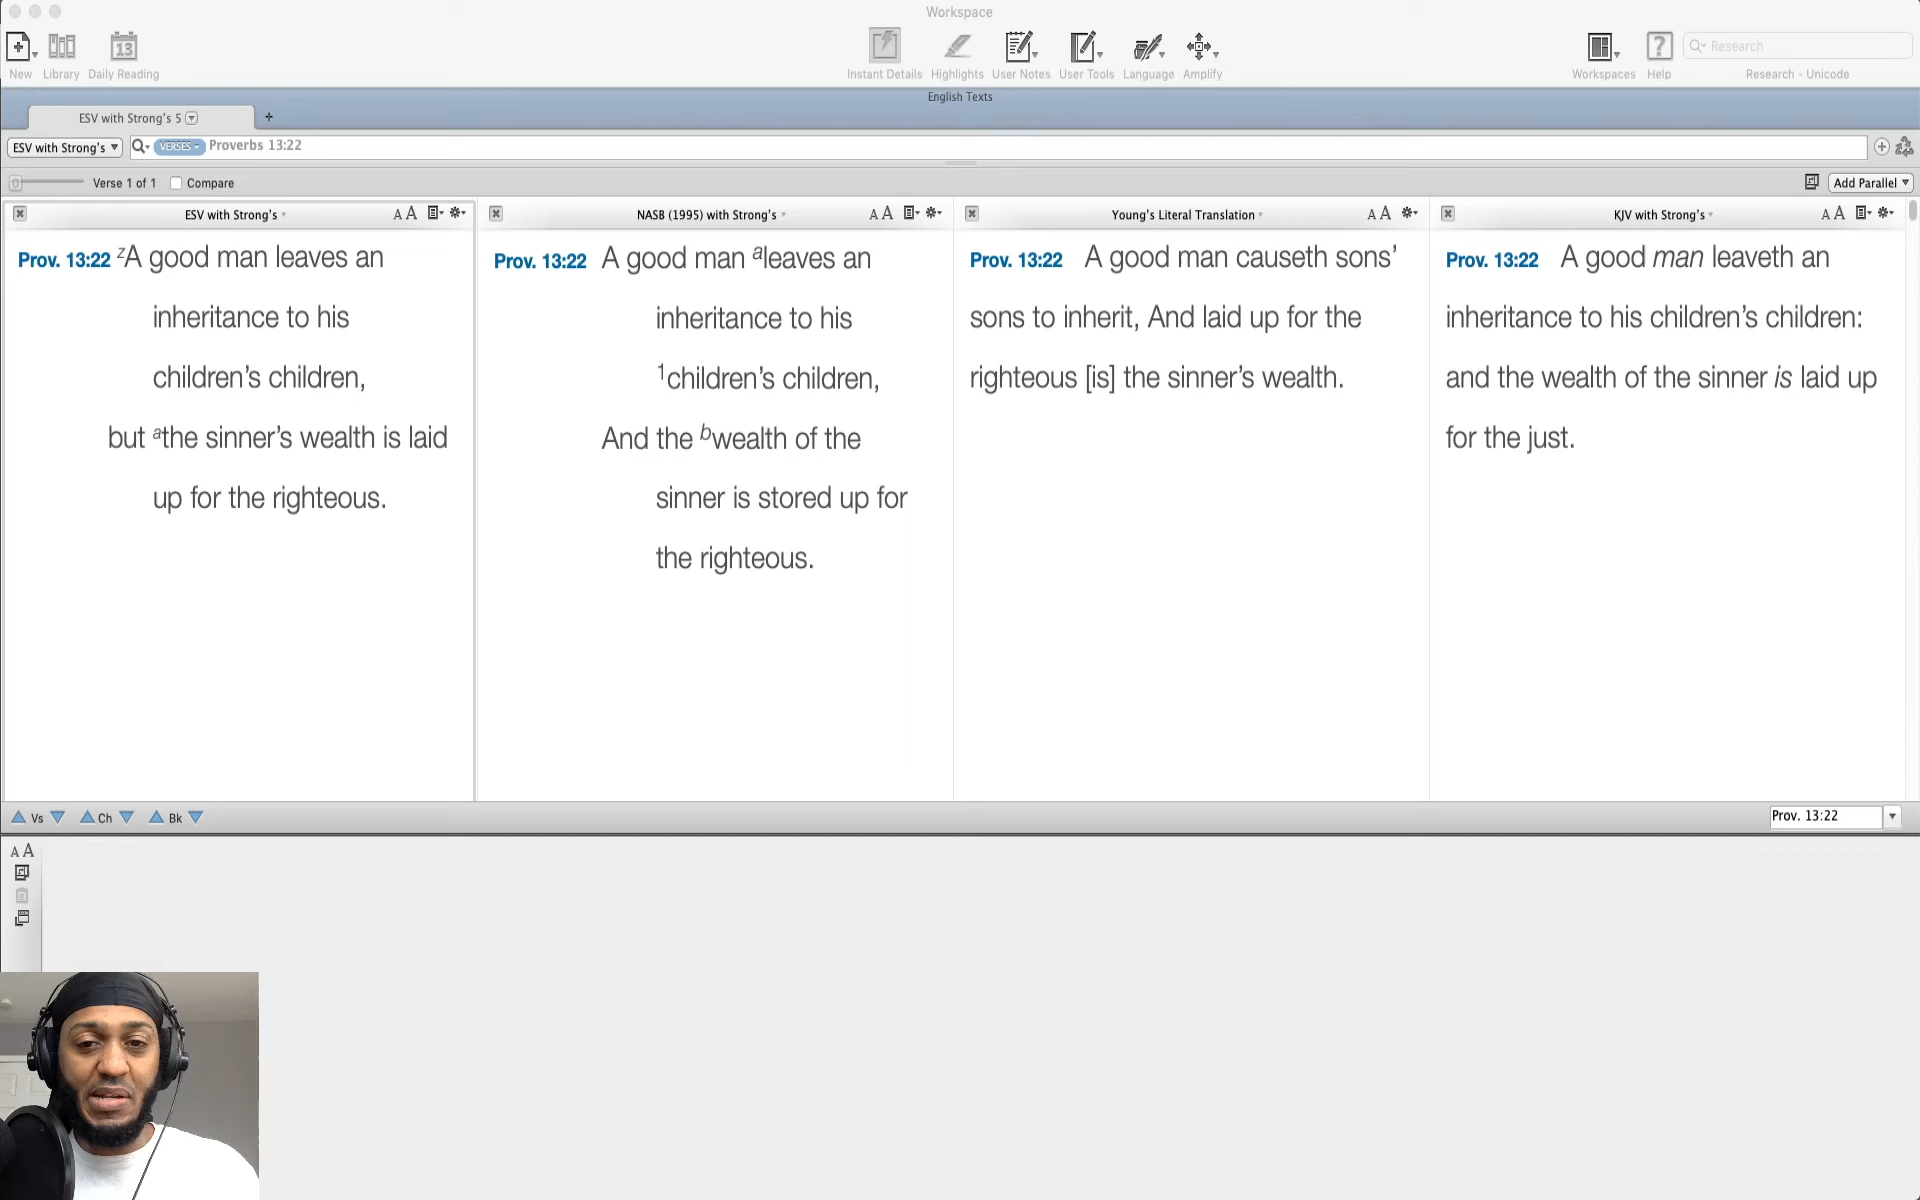 Workspace
New Library Daily Reading Instant Details Highlights User Notes User Tools Language Amplify Workspaces Help Research
13
Research - Unicode
English Texts
ESV with Strong's 5
ESV with Strong's VERSES Proverbs 13:22
Verse 1 of 1 Compare Add Parallel
ESV with Strong's
Prov. 13:22 zA good man leaves an
inheritance to his
children’s children,
but athe sinner’s wealth is laid
up for the righteous.
NASB (1995) with Strong's
Prov. 13:22 A good man aleaves an
inheritance to his
1children’s children,
And the bwealth of the
sinner is stored up for
the righteous.
Young's Literal Translation
Prov. 13:22 A good man causeth sons’
sons to inherit, And laid up for the
righteous [is] the sinner’s wealth.
KJV with Strong's
Prov. 13:22 A good man leaveth an
inheritance to his children’s children:
and the wealth of the sinner is laid up
for the just.
Vs Ch Bk Prov. 13:22
A A